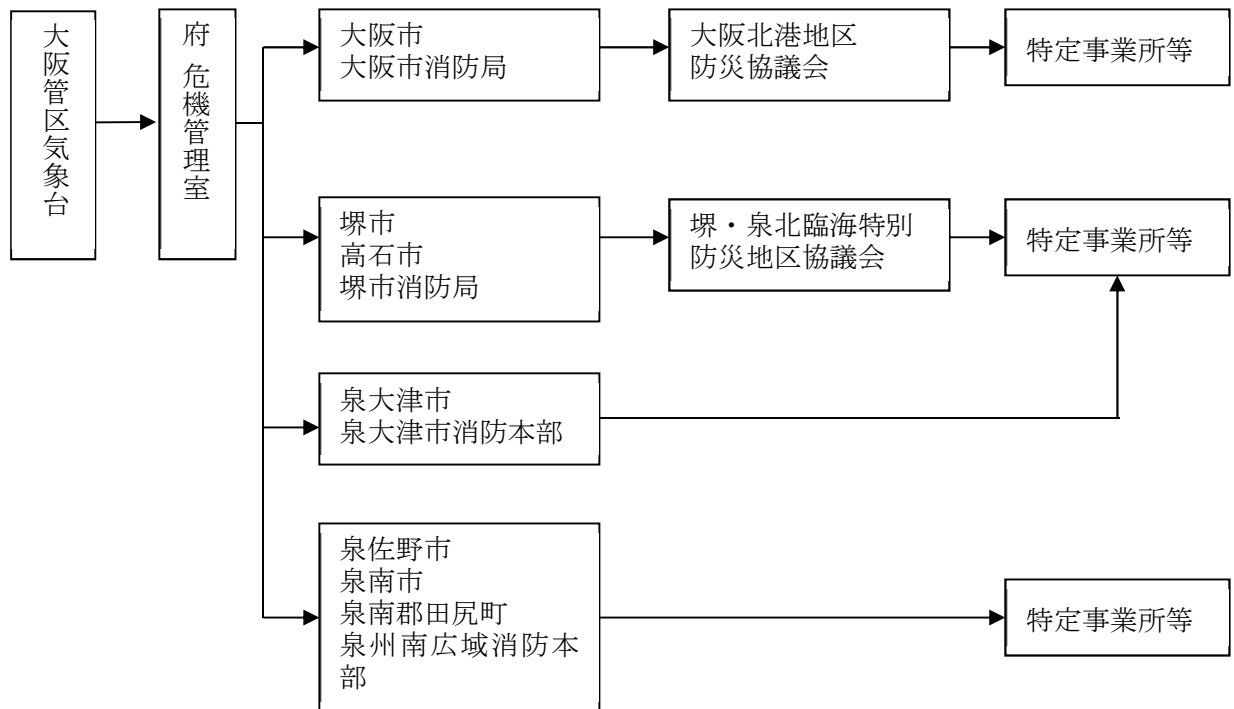 大阪管区気象台
府 危機管理室
大阪市
大阪市消防局
大阪北港地区
防災協議会
特定事業所等
堺市
高石市
堺市消防局
堺・泉北臨海特別
防災地区協議会
特定事業所等
泉大津市
泉大津市消防本部
泉佐野市
泉南市
泉南郡田尻町
泉州南広域消防本
部
特定事業所等